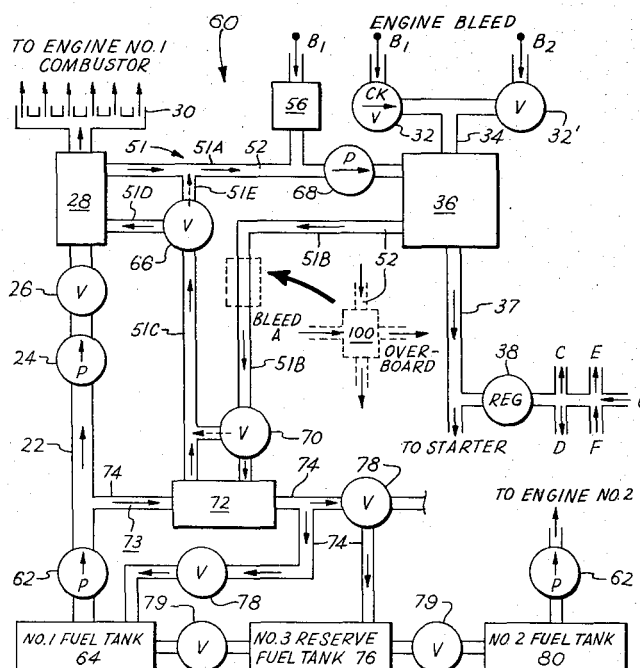 60
ENGINE BLEED
TO ENGINE NO.1
COMBUSTOR
B1
B1
B2
30
56
CK
V
32
V
32'
34
51
51A
52
P
68
28
51D
51E
V
66
36
51B
52
26
V
51C
52
37
24
P
BLEED
A
100
OVER-
BOARD
51B
38
REG
C
E
D
F
22
V
70
TO STARTER
74
73
72
74
78
V
TO ENGINE NO.2
62
P
74
V
78
62
P
79
V
79
V
NO.1 FUEL TANK
64
NO.3 RESERVE
FUEL TANK 76
NO 2 FUEL TANK
80